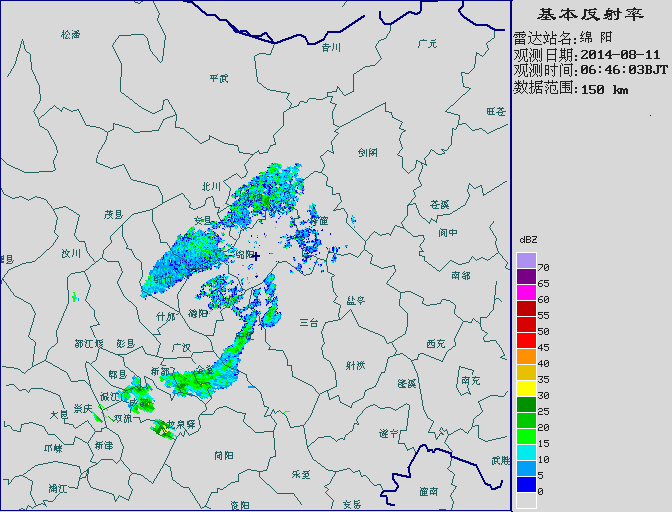 基本反射率
雷达站名:绵 阳
观测日期:2014-08-11
观测时间:06:46:03BJT
数据范围:150 km
松潘
青川
广元
平武
旺苍
剑阁
北川
苍溪
茂县
安县
梓潼
阆中
汶川
绵阳
南部
盐亭
什邡
德阳
三台
都江堰
彭县
广汉
西充
射洪
郫县
新都
金堂
蓬溪
南充
温江
大邑
崇庆
双流
龙泉驿
遂宁
邛崃
新津
简阳
武胜
乐至
蒲江
潼南
资阳
安岳
dBZ
70
65
60
55
50
45
40
35
30
25
20
15
10
5
0